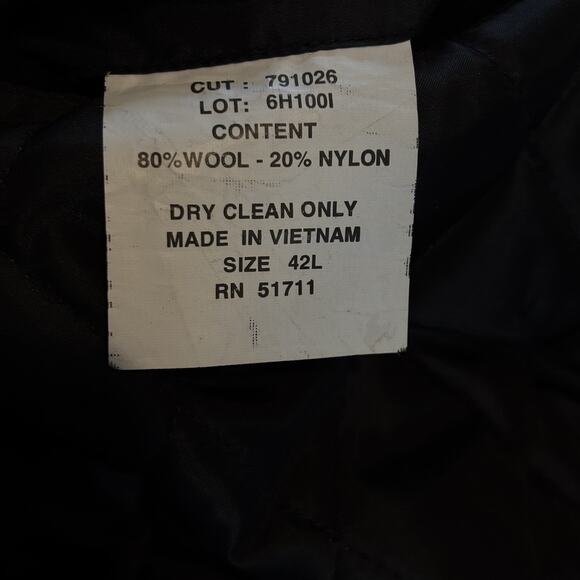 CUT : 791026
LOT: 6H100I
CONTENT
80%WOOL - 20% NYLON
DRY CLEAN ONLY
MADE IN VIETNAM
SIZE 42L
RN 51711